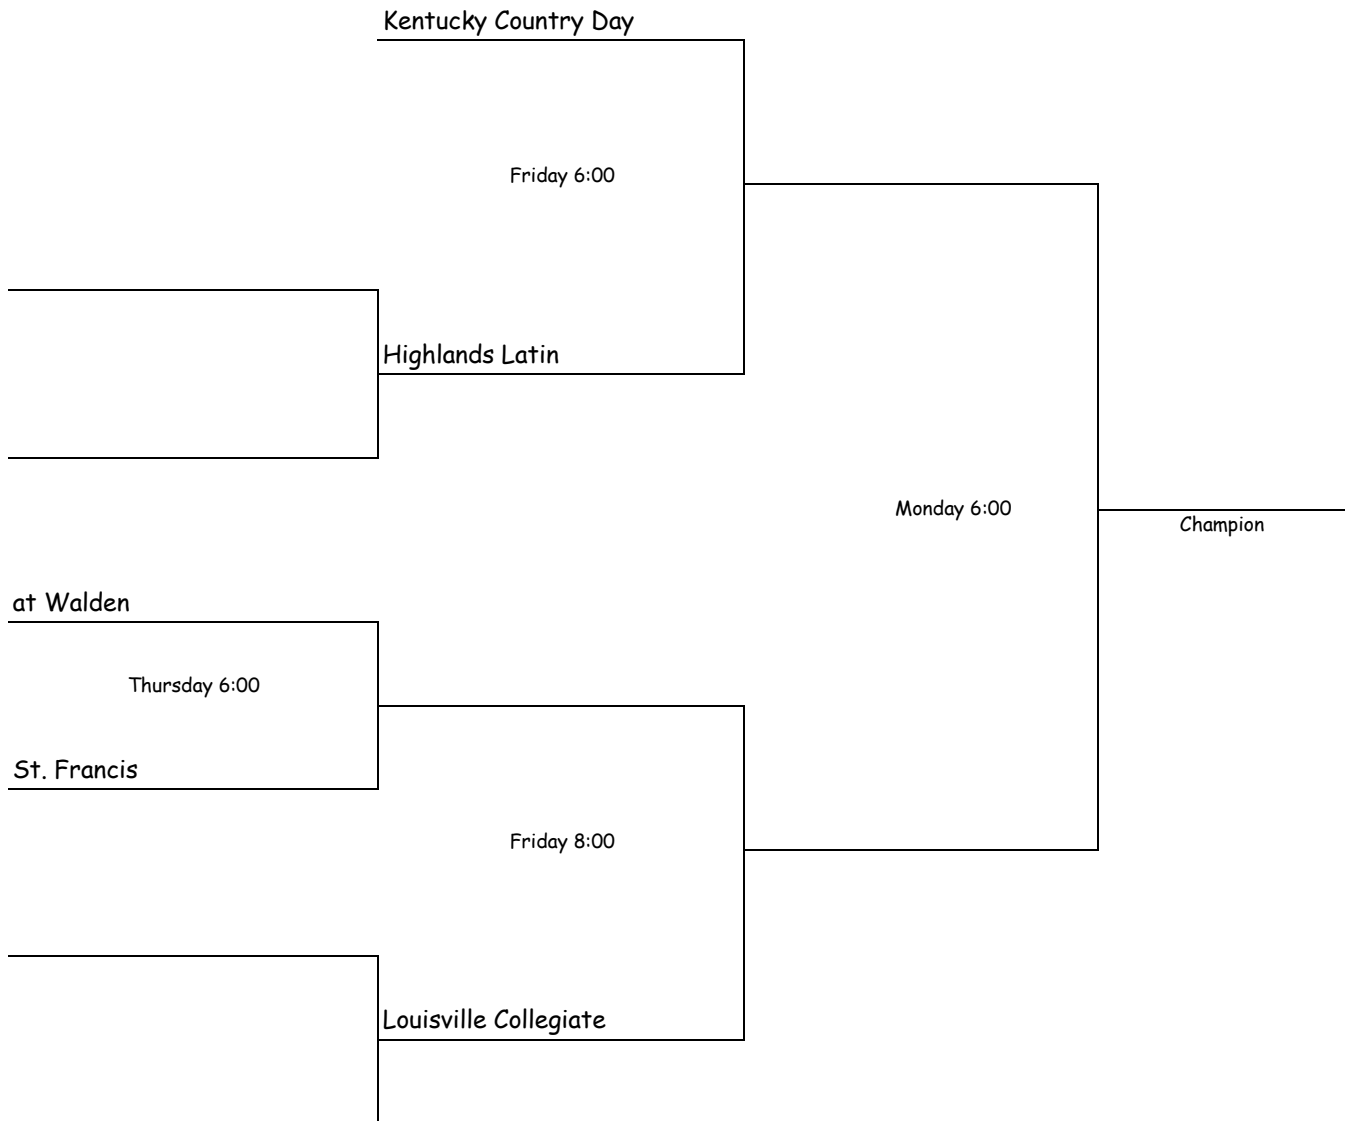 Kentucky Country Day
Friday 6:00
Highlands Latin
Monday 6:00
Champion
at Walden
Thursday 6:00
St. Francis
Friday 8:00
Louisville Collegiate